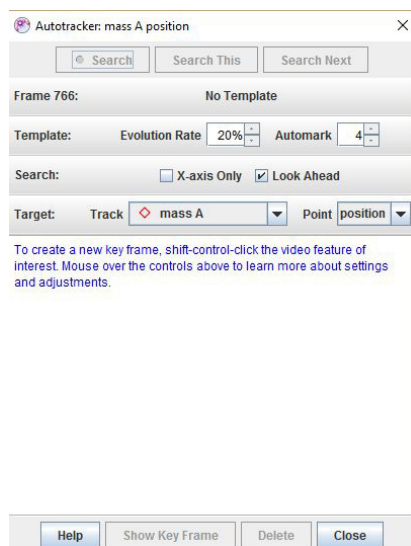 Autotracker: mass A position
Search Search This Search Next
Frame 766: No Template
Template: Evolution Rate 20% Automark 4
Search: X-axis Only Look Ahead
Target: Track mass A Point position
To create a new key frame, shift-control-click the video feature of
interest. Mouse over the controls above to learn more about settings
and adjustments.
Help Show Key Frame Delete Close